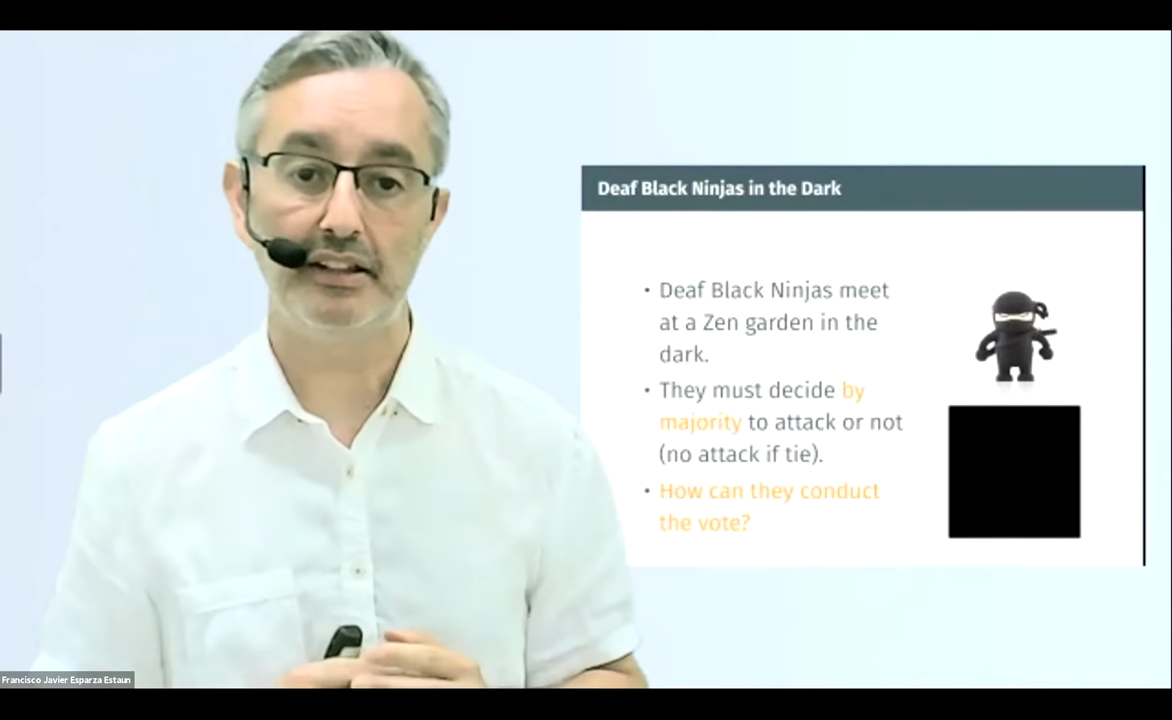 Deaf Black Ninjas in the Dark
• Deaf Black Ninjas meet
at a Zen garden in the
dark.
• They must decide by
majority to attack or not
(no attack if tie).
• How can they conduct
the vote?
Francisco Javier Esparza Estaun